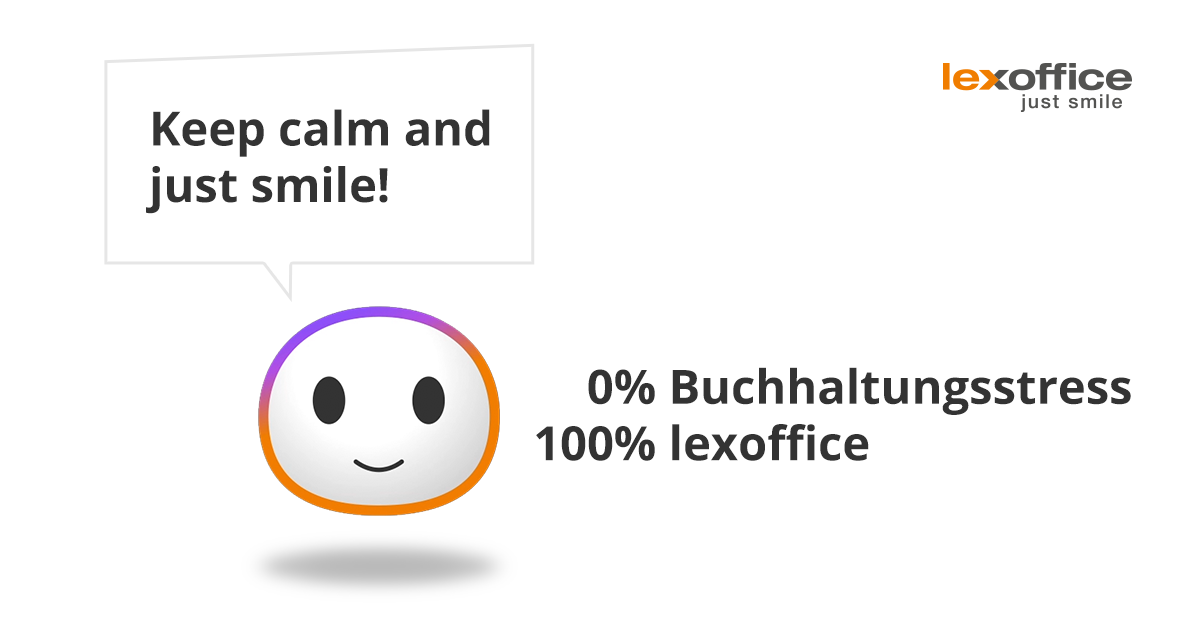 Keep calm and
just smile!
lexoffice
just smile
0% Buchhaltungsstress
100% lexoffice